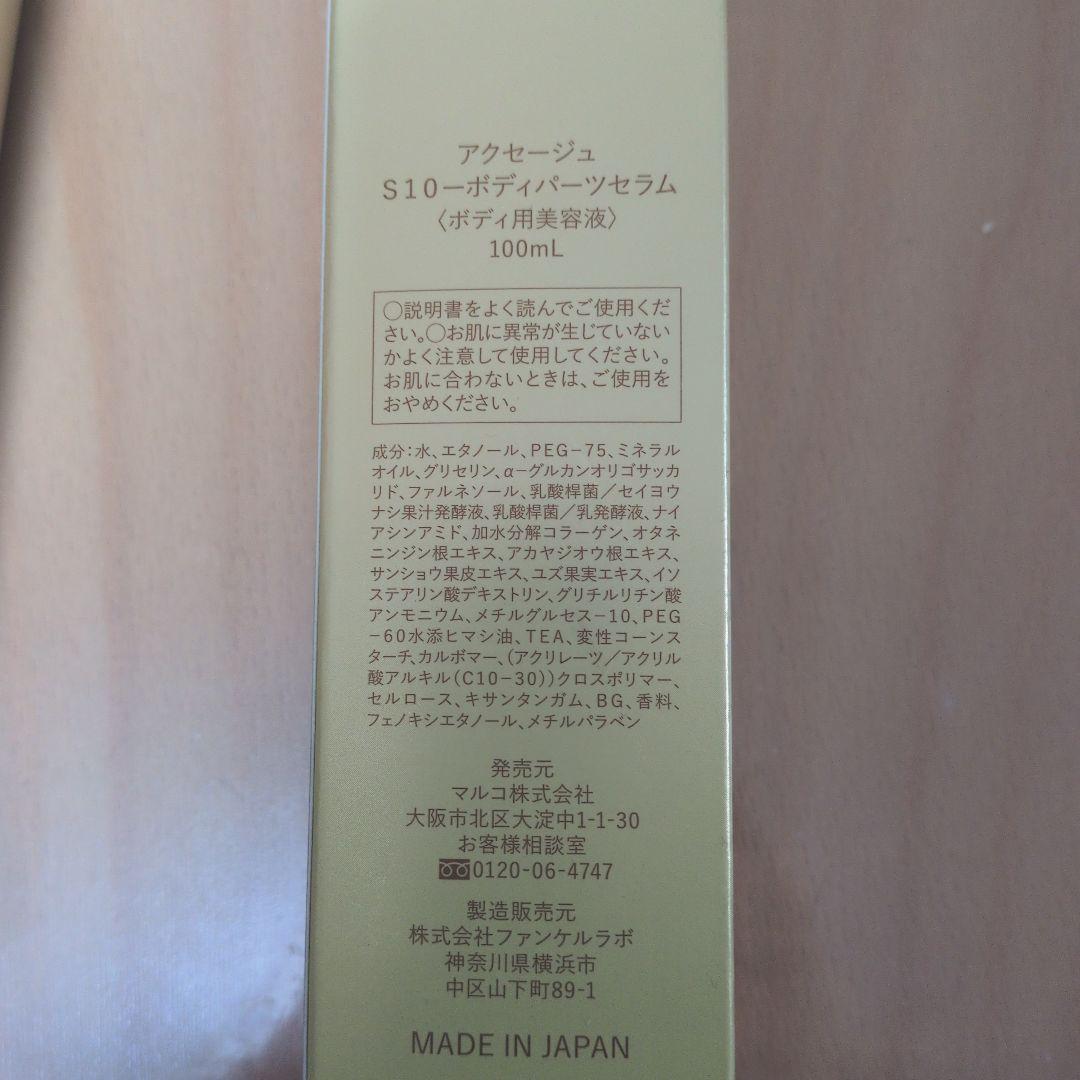 アクセージュ
S10ーボディパーツセラム
〈ボディ用美容液〉
100mL
○説明書をよく読んでご使用くだ
さい。○お肌に異常が生じていない
かよく注意して使用してください。
お肌に合わないときは、ご使用を
おやめください。
成分：水、エタノール、PEG－75、ミネラル
オイル、グリセリン、α－グルカンオリゴサッカ
リド、ファルネソール、乳酸桿菌／セイヨウ
ナシ果汁発酵液、乳酸桿菌／乳発酵液、ナイ
アシンアミド、加水分解コラーゲン、オタネ
ニンジン根エキス、アカヤジオウ根エキス、
サンショウ果皮エキス、ユズ果実エキス、イソ
ステアリン酸デキストリン、グリチルリチン酸
アンモニウム、メチルグルセス－10、PEG
－60水添ヒマシ油、TEA、変性コーンス
ターチ、カルボマー、（アクリレーツ／アクリル
酸アルキル（C10－30））クロスポリマー、
セルロース、キサンタンガム、BG、香料、
フェノキシエタノール、メチルパラベン
発売元
マルコ株式会社
大阪市北区大淀中1-1-30
お客様相談室
0120-06-4747
製造販売元
株式会社ファンケルラボ
神奈川県横浜市
中区山下町89-1
MADE IN JAPAN